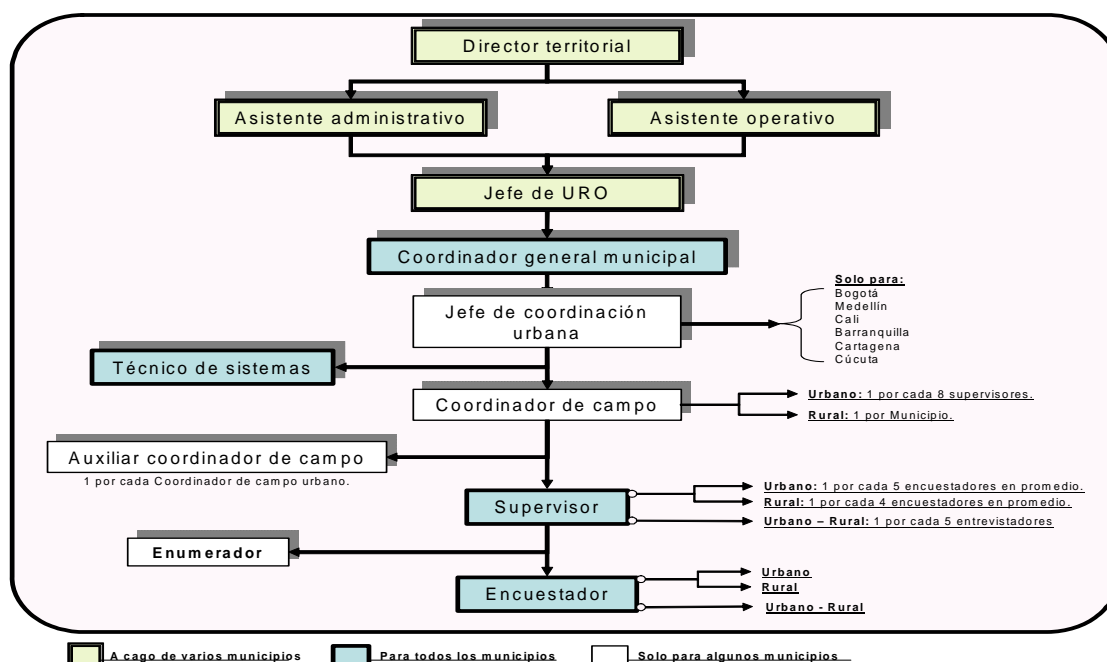 Director territorial
Asistente administrativo
Asistente operativo
Jefe de URO
Coordinador general municipal
Solo para:
Bogotá
Medellín
Cali
Barranquilla
Cartagena
Cúcuta
Jefe de coordinación
urbana
Técnico de sistemas
Coordinador de campo
Urbano: 1 por cada 8 supervisores.
Rural: 1 por Municipio.
Auxiliar coordinador de campo
1 por cada Coordinador de campo urbano.
Supervisor
Urbano: 1 por cada 5 encuestadores en promedio.
Rural: 1 por cada 4 encuestadores en promedio.
Urbano – Rural: 1 por cada 5 entrevistadores
Enumerador
Encuestador
Urbano
Rural
Urbano - Rural
A cago de varios municipios
Para todos los municipios
Solo para algunos municipios